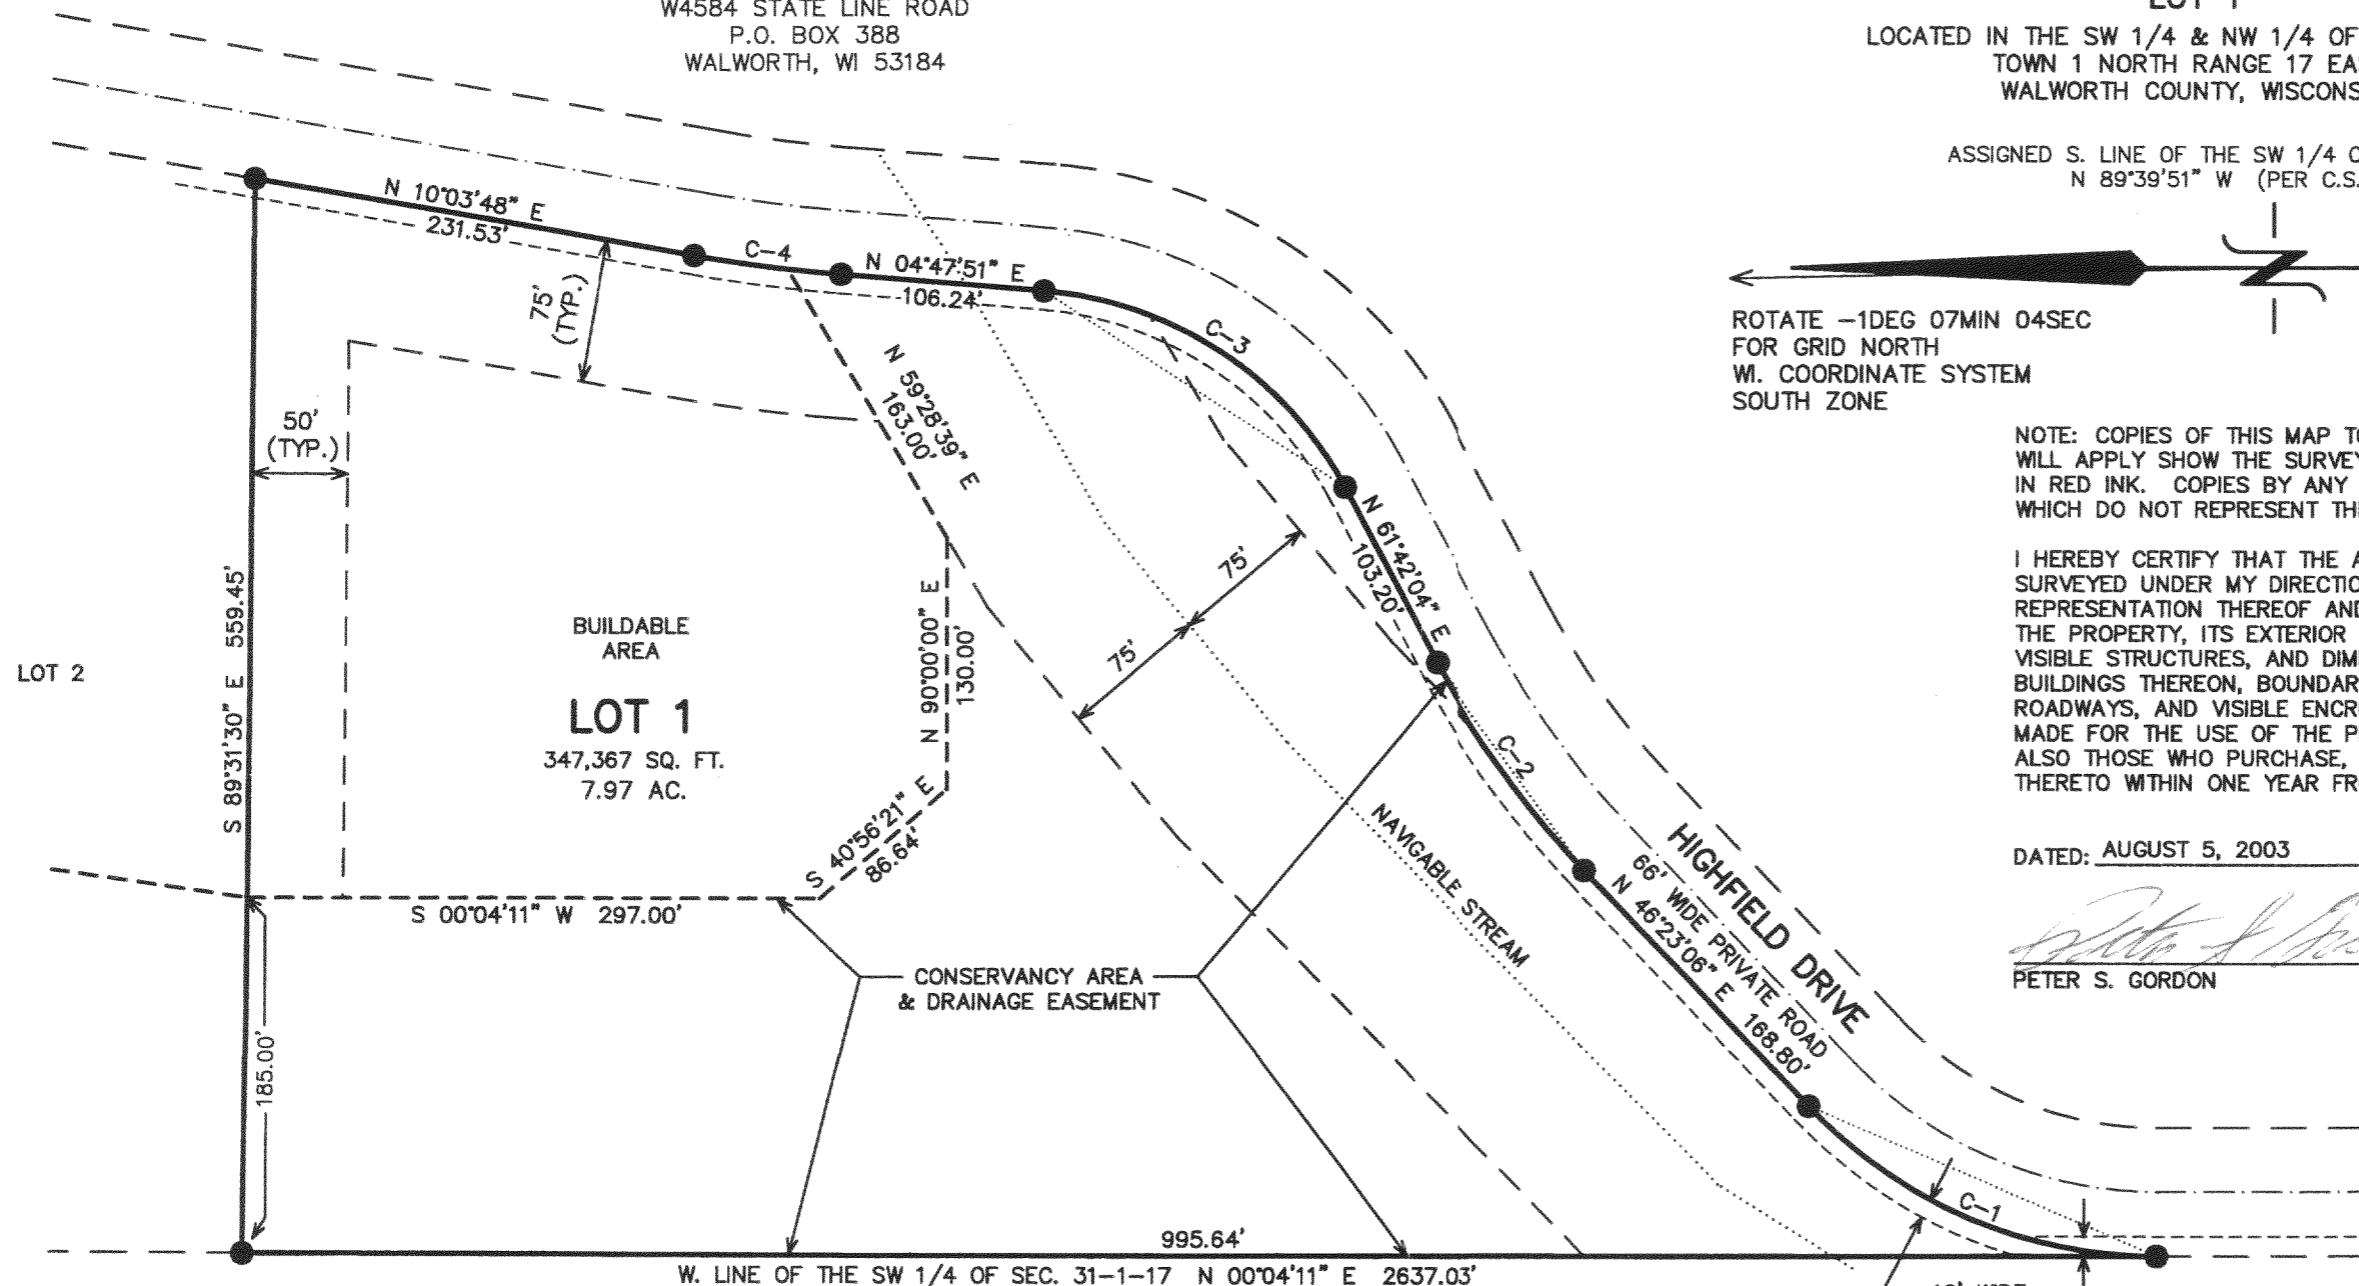 W4584 STATE LINE ROAD
P.O. BOX 388
WALWORTH, WI 53184
LOT 1
LOCATED IN THE SW 1/4 & NW 1/4 OF
TOWN 1 NORTH RANGE 17
WALWORTH COUNTY,
ASSIGNED S. LINE OF THE SW 1/4
N 89°39'51" W (PER C.S.
N
ROTATE -1DEG 07MIN 04SEC
FOR GRID NORTH
WI. COORDINATE SYSTEM
SOUTH ZONE
NOTE: COPIES OF THIS MAP
WILL APPLY SHOW THE
IN RED INK. COPIES BY ANY
WHICH DO NOT REPRESENT
I HEREBY CERTIFY THAT THE
SURVEYED UNDER MY
REPRESENTATION THEREOF
THE PROPERTY, ITS EXTERIOR
VISIBLE STRUCTURES, AND
BUILDINGS THEREON,
ROADWAYS, AND VISIBLE
MADE FOR THE USE OF THE
ALSO THOSE WHO PURCHASE,
THERETO WITHIN ONE YEAR
DATED: AUGUST 5, 2003
PETER S. GORDON
N 10°03'48" E
231.53'
C-4
N 04°47'51" E
106.24'
C-3
75'
(TYP.)
50'
(TYP.)
N 59°28'39" E
163.00'
N 61°42'04" E
103.20'
75'
75'
S 89°31'30" E 559.45'
LOT 2
BUILDABLE
AREA
LOT 1
347,367 SQ. FT.
7.97 AC.
N 90°00'00" E
130.00'
S 40°56'21" E
86.64'
S 00°04'11" W 297.00'
C-2
NAVIGABLE STREAM
HIGHFIELD DRIVE
66' WIDE PRIVATE ROAD
N 46°23'06" E 168.80'
CONSERVANCY AREA
& DRAINAGE EASEMENT
185.00'
C-1
995.64'
W. LINE OF THE SW 1/4 OF SEC. 31-1-17 N 00°04'11" E 2637.03'